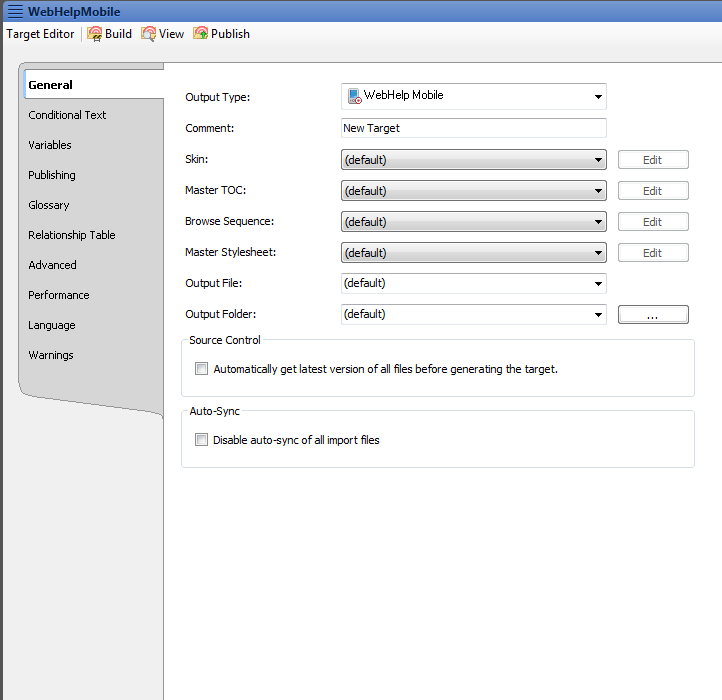 WebHelpMobile
Target Editor Build View Publish
General
Conditional Text
Variables
Publishing
Glossary
Relationship Table
Advanced
Performance
Language
Warnings
Output Type: WebHelp Mobile
Comment: New Target
Skin: (default) Edit
Master TOC: (default) Edit
Browse Sequence: (default) Edit
Master Stylesheet: (default) Edit
Output File: (default)
Output Folder: (default) ...
Source Control
Automatically get latest version of all files before generating the target.
Auto-Sync
Disable auto-sync of all import files